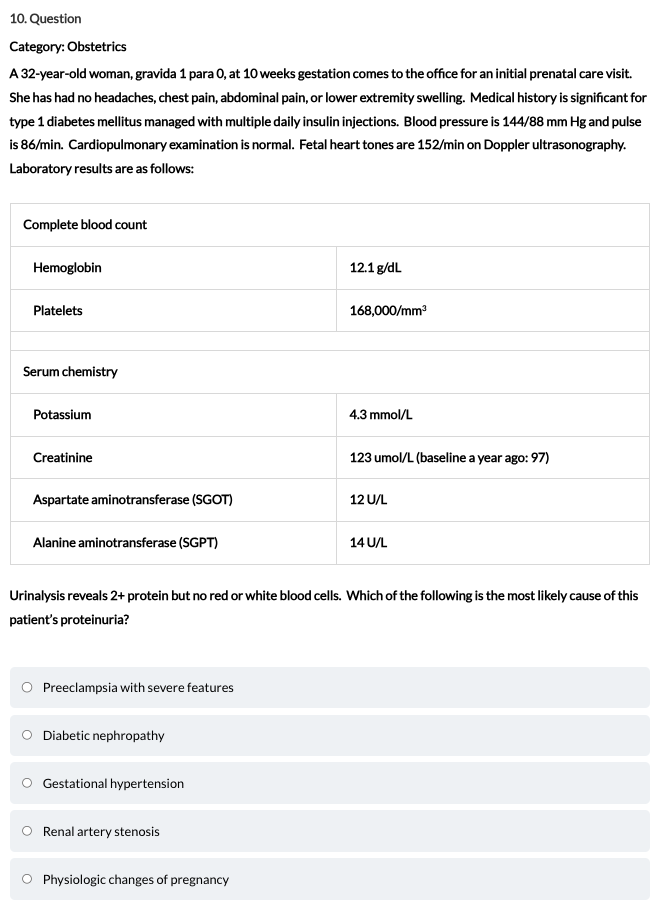 10. Question
Category: Obstetrics
A 32-year-old woman, gravida 1 para 0, at 10 weeks gestation comes to the office for an initial prenatal care visit.
She has had no headaches, chest pain, abdominal pain, or lower extremity swelling. Medical history is significant for
type 1 diabetes mellitus managed with multiple daily insulin injections. Blood pressure is 144/88 mm Hg and pulse
is 86/min. Cardiopulmonary examination is normal. Fetal heart tones are 152/min on Doppler ultrasonography.
Laboratory results are as follows:
Complete blood count
Hemoglobin 12.1 g/dL
Platelets 168,000/mm³
Serum chemistry
Potassium 4.3 mmol/L
Creatinine 123 umol/L (baseline a year ago: 97)
Aspartate aminotransferase (SGOT) 12 U/L
Alanine aminotransferase (SGPT) 14 U/L
Urinalysis reveals 2+ protein but no red or white blood cells. Which of the following is the most likely cause of this
patient's proteinuria?
Preeclampsia with severe features
Diabetic nephropathy
Gestational hypertension
Renal artery stenosis
Physiologic changes of pregnancy